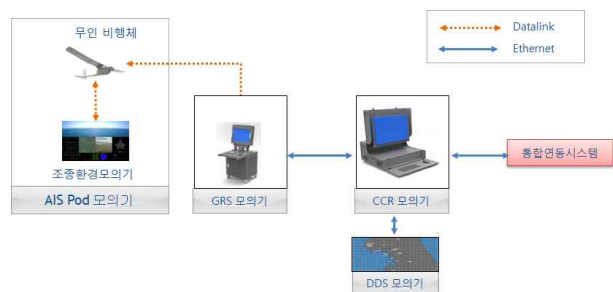 무인 비행체
Datalink
Ethernet
조종환경모의기
AIS Pod 모의기
GRS 모의기
CCR 모의기
통합연동시스템
DDS 모의기